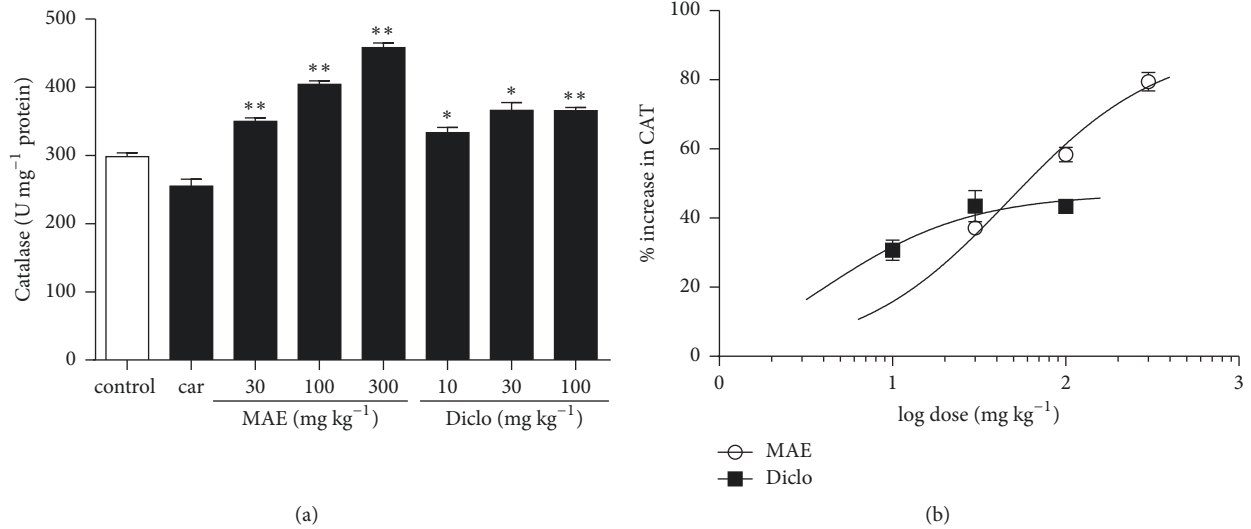 500
400
300
200
100
0
Catalase (U mg⁻¹ protein)
** ** ** * * **
control car 30 100 300 10 30 100
MAE (mg kg⁻¹) Diclo (mg kg⁻¹)
(a)
100
80
60
40
20
0
% increase in CAT
0 1 2 3
log dose (mg kg⁻¹)
MAE
Diclo
(b)